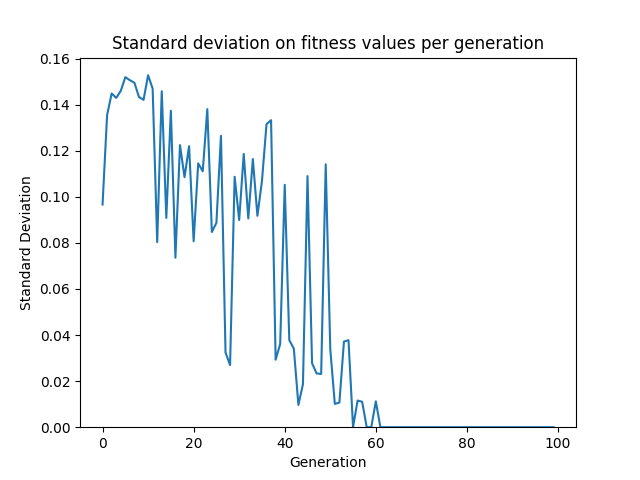 Standard deviation on fitness values per generation
0.16
0.14
0.12
0.10
0.08
0.06
0.04
0.02
0.00
Standard Deviation
0 20 40 60 80 100
Generation